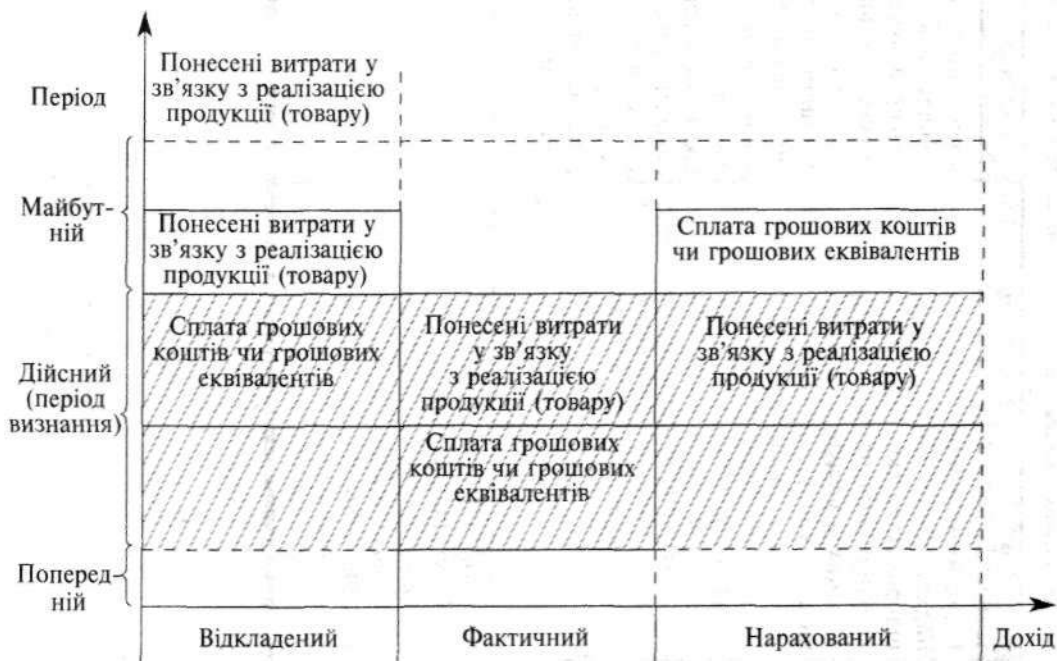 Період
Понесені витрати у
зв’язку з реалізацією
продукції (товару)
Майбут-
ній
Понесені витрати у
зв’язку з реалізацією
продукції (товару)
Сплата грошових коштів
чи грошових еквівалентів
Дійсний
(період
визнання)
Сплата грошових
коштів чи грошових
еквівалентів
Понесені витрати
у зв’язку
з реалізацією
продукції (товару)
Понесені витрати у
зв’язку з реалізацією
продукції (товару)
Сплата грошових
коштів чи грошових
еквівалентів
Поперед-
ній
Відкладений
Фактичний
Нарахований
Дохід